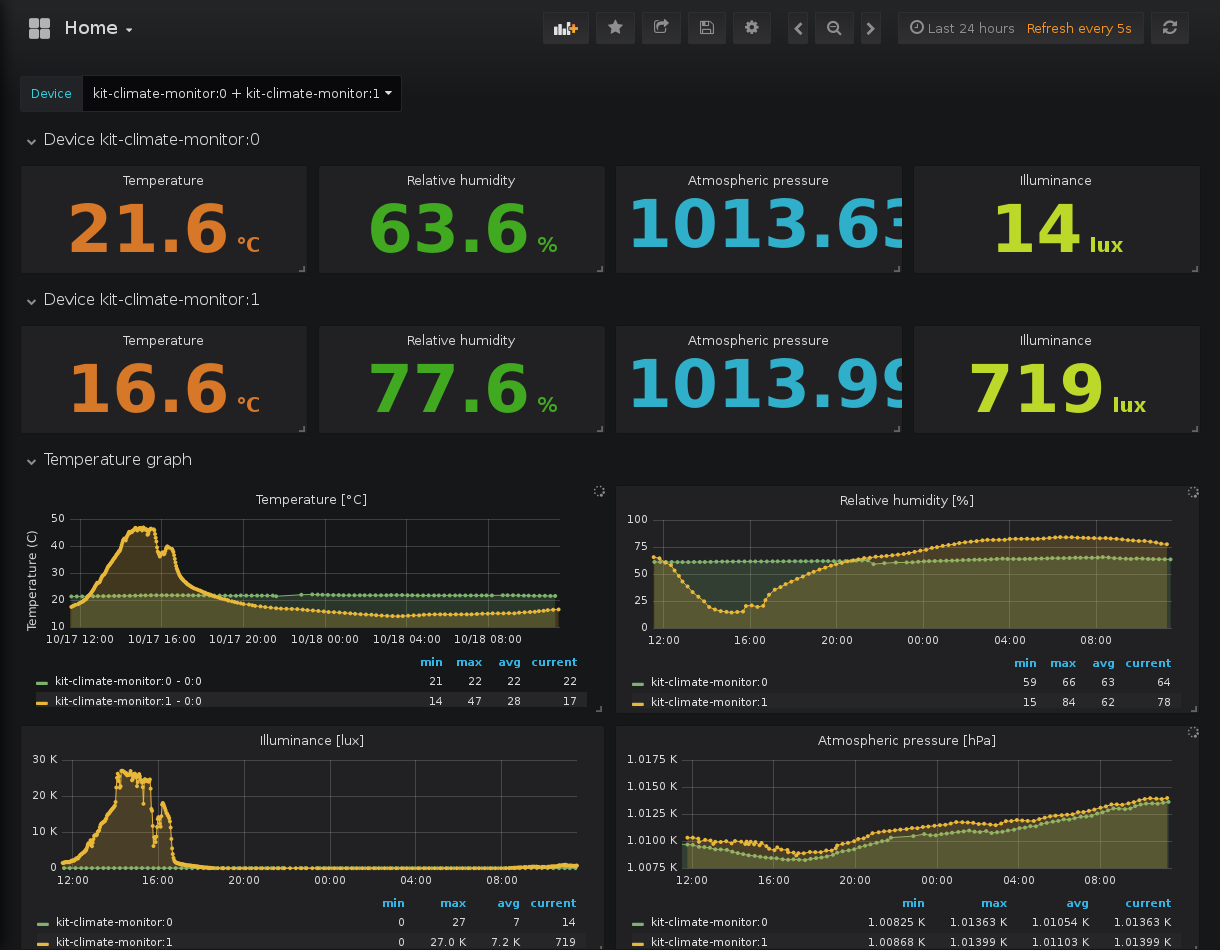 Home
Last 24 hours Refresh every 5s
Device kit-climate-monitor:0 + kit-climate-monitor:1
Device kit-climate-monitor:0
Temperature Relative humidity Atmospheric pressure Illuminance
21.6 °C 63.6 % 1013.63 14 lux
Device kit-climate-monitor:1
Temperature Relative humidity Atmospheric pressure Illuminance
16.6 °C 77.6 % 1013.99 719 lux
Temperature graph
Temperature [°C]
Temperature (C)
50
40
30
20
10
10/17 12:00 10/17 16:00 10/17 20:00 10/18 00:00 10/18 04:00 10/18 08:00
min max avg current
kit-climate-monitor:0 - 0:0 21 22 22 22
kit-climate-monitor:1 - 0:0 14 47 28 17
Relative humidity [%]
100
75
50
25
0
12:00 16:00 20:00 00:00 04:00 08:00
min max avg current
kit-climate-monitor:0 59 66 63 64
kit-climate-monitor:1 15 84 62 78
Illuminance [lux]
30 K
20 K
10 K
0
12:00 16:00 20:00 00:00 04:00 08:00
min max avg current
kit-climate-monitor:0 0 27 7 14
kit-climate-monitor:1 0 27.0 K 7.2 K 719
Atmospheric pressure [hPa]
1.0175 K
1.0150 K
1.0125 K
1.0100 K
1.0075 K
12:00 16:00 20:00 00:00 04:00 08:00
min max avg current
kit-climate-monitor:0 1.00825 K 1.01363 K 1.01054 K 1.01363 K
kit-climate-monitor:1 1.00868 K 1.01399 K 1.01103 K 1.01399 K